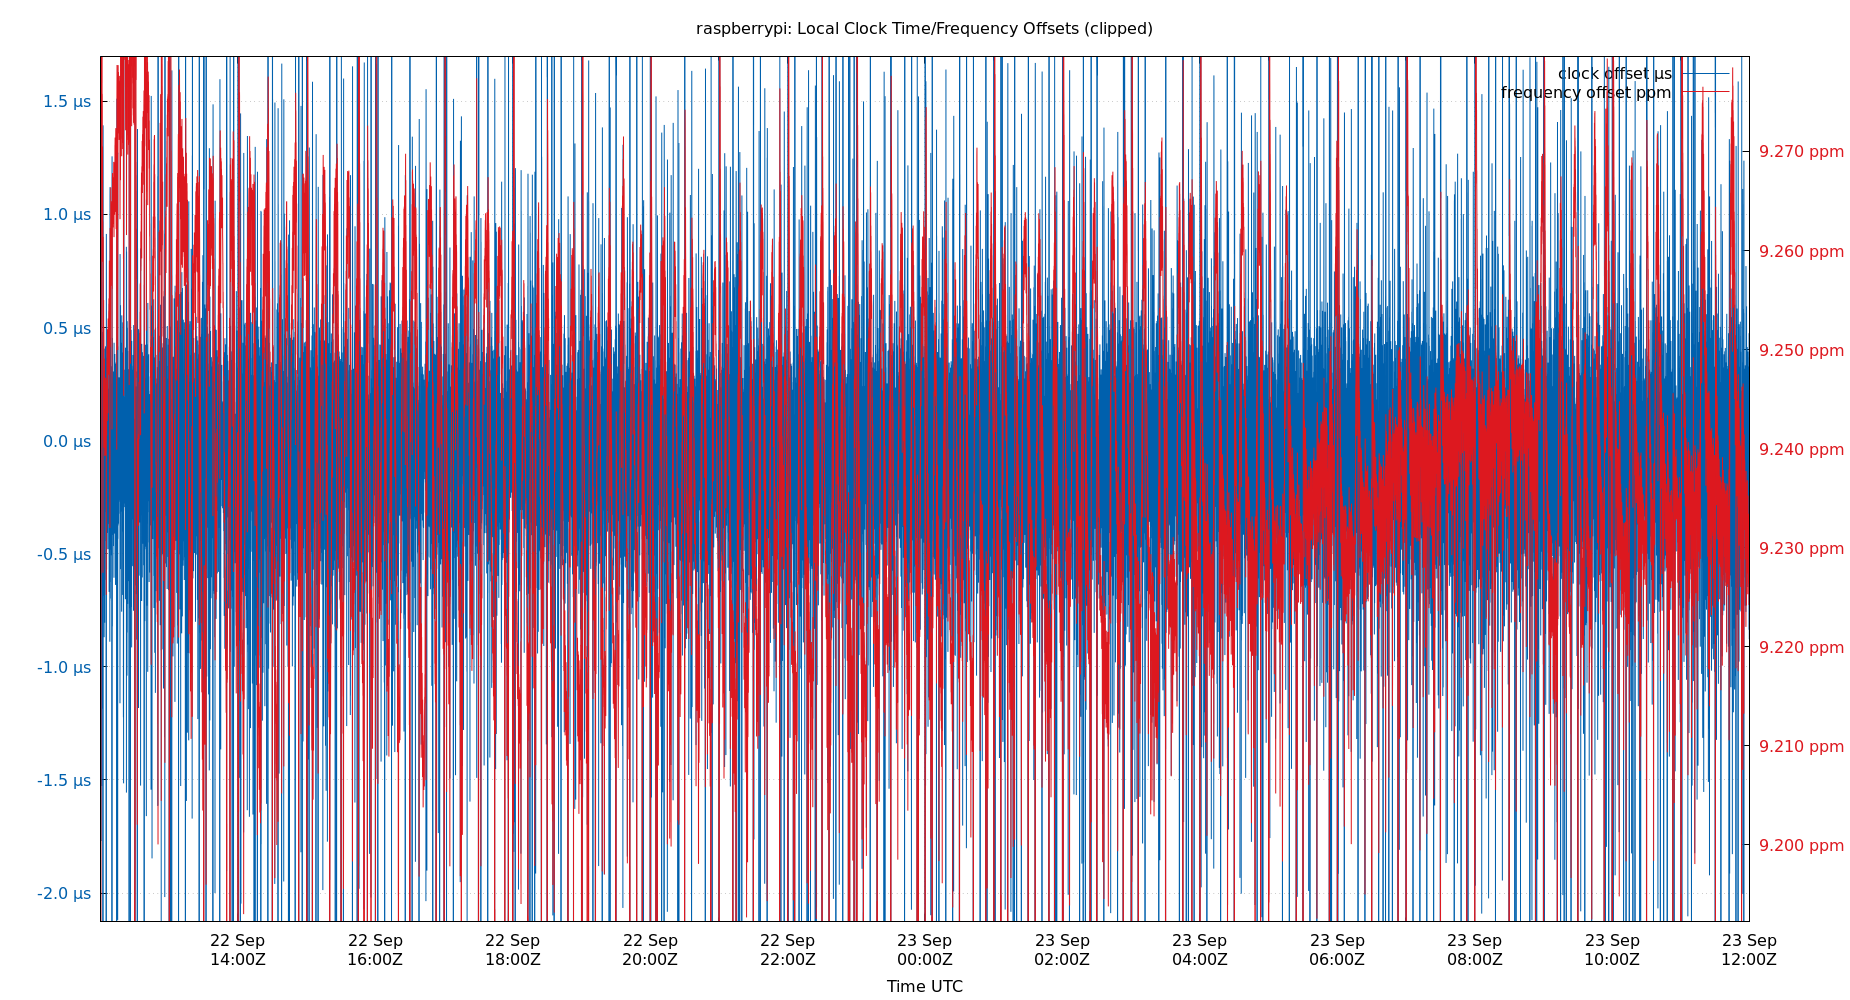 raspberrypi: Local Clock Time/Frequency Offsets (clipped)
clock offset µs
frequency offset ppm
1.5 µs
1.0 µs
0.5 µs
0.0 µs
-0.5 µs
-1.0 µs
-1.5 µs
-2.0 µs
9.270 ppm
9.260 ppm
9.250 ppm
9.240 ppm
9.230 ppm
9.220 ppm
9.210 ppm
9.200 ppm
22 Sep 22 Sep 22 Sep 22 Sep 22 Sep 23 Sep 23 Sep 23 Sep 23 Sep 23 Sep 23 Sep 23 Sep
14:00Z 16:00Z 18:00Z 20:00Z 22:00Z 00:00Z 02:00Z 04:00Z 06:00Z 08:00Z 10:00Z 12:00Z
Time UTC